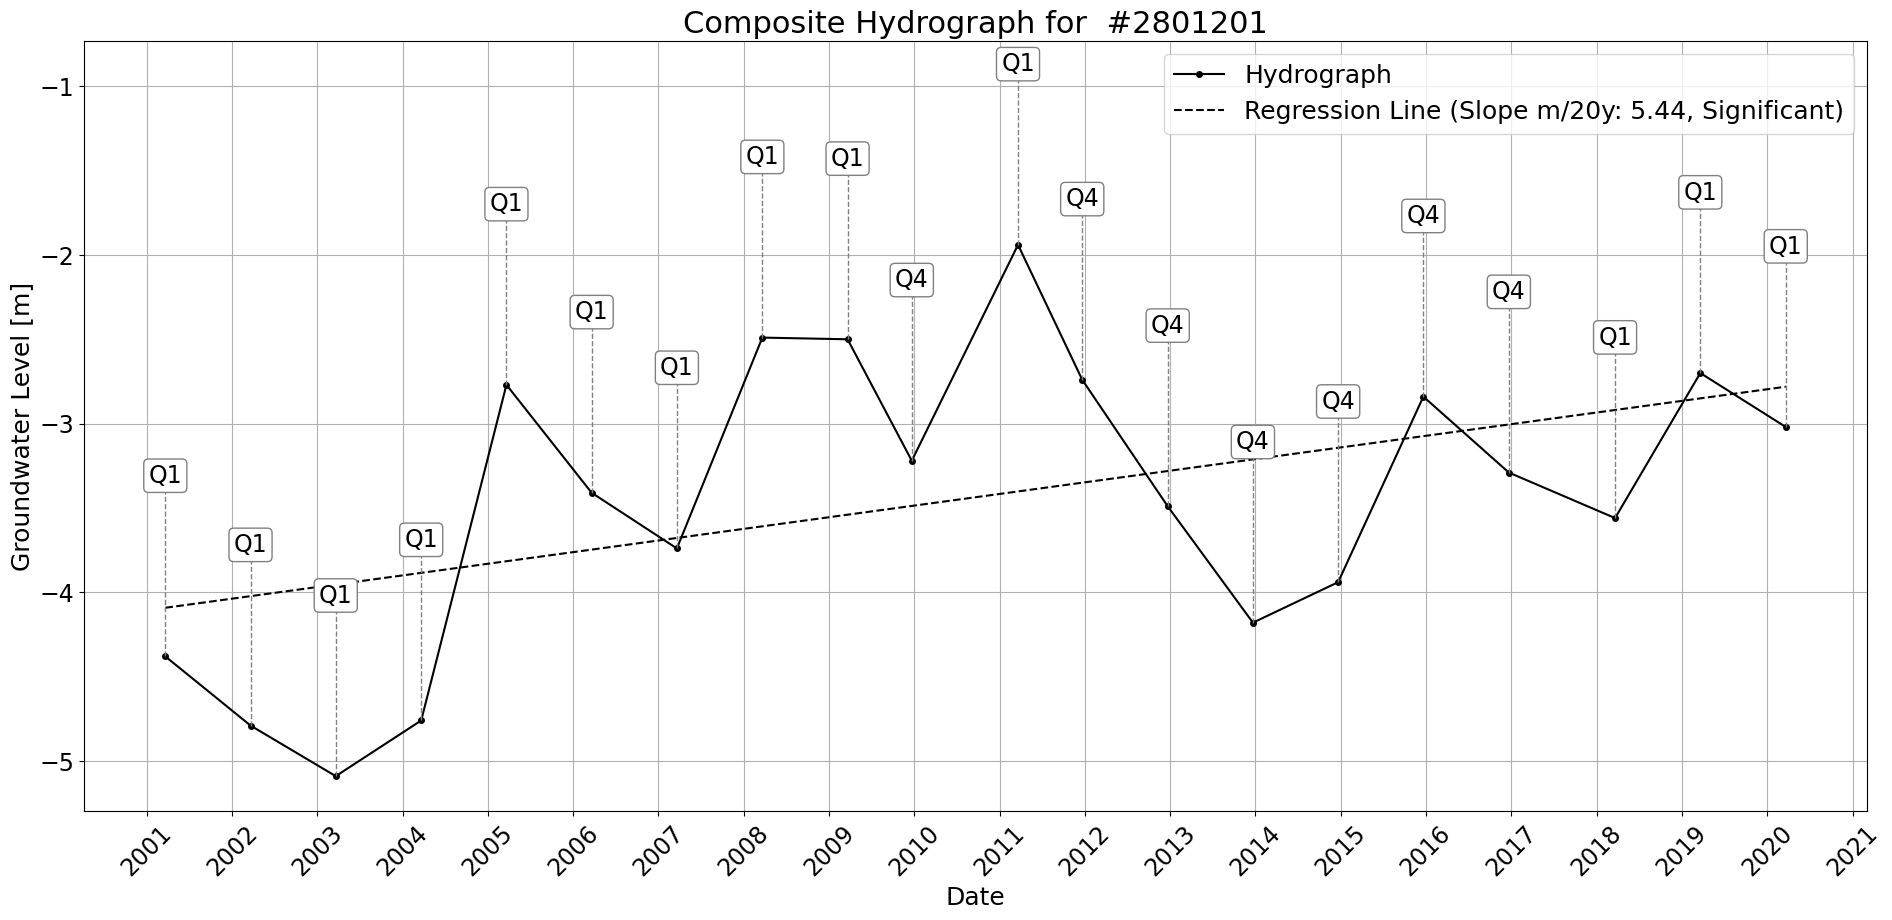 Composite Hydrograph for  #2801201
Hydrograph
Regression Line (Slope m/20y: 5.44, Significant)
Groundwater Level [m]
−1
−2
−3
−4
−5
Q1
Q1
Q1
Q1
Q1
Q1
Q1
Q1
Q1
Q4
Q1
Q4
Q4
Q4
Q4
Q4
Q4
Q1
Q1
Q1
2001
2002
2003
2004
2005
2006
2007
2008
2009
2010
2011
2012
2013
2014
2015
2016
2017
2018
2019
2020
2021
Date